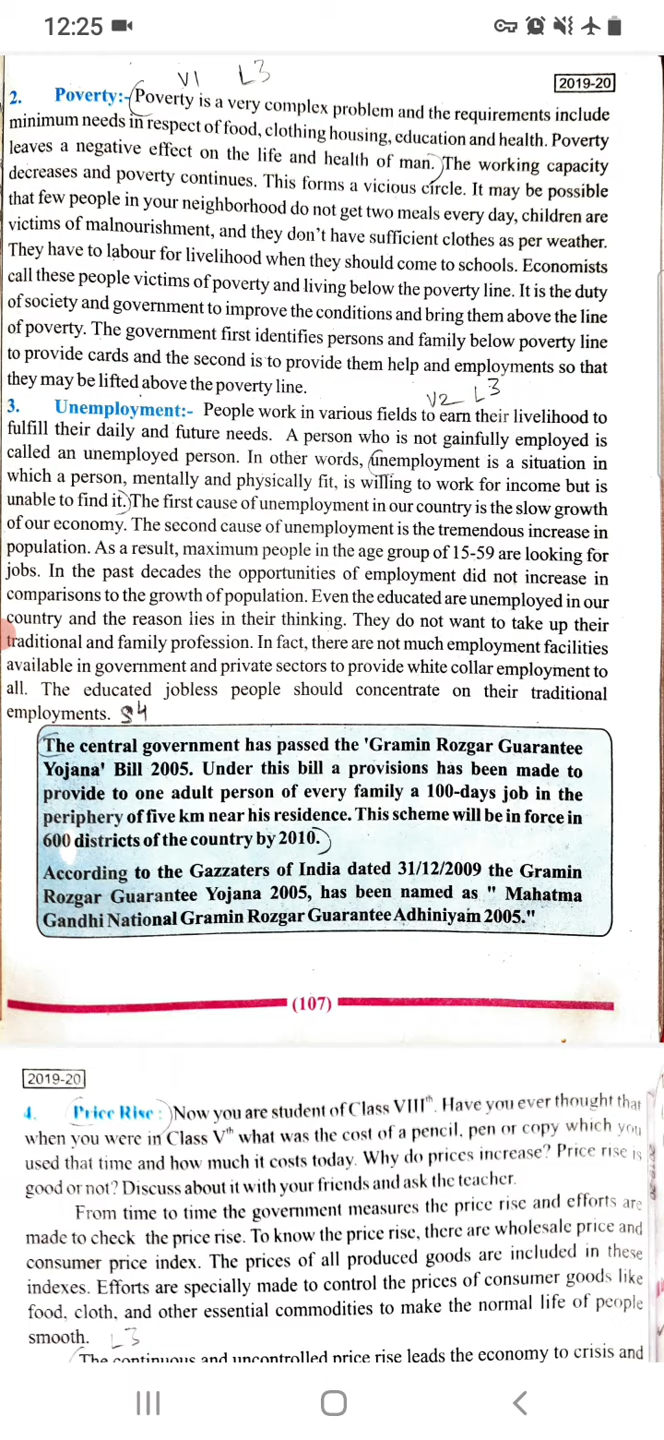 12:25
V1 L3
2019-20
2. Poverty:- (Poverty is a very complex problem and the requirements include
minimum needs in respect of food, clothing housing, education and health. Poverty
leaves a negative effect on the life and health of man.) The working capacity
decreases and poverty continues. This forms a vicious circle. It may be possible
that few people in your neighborhood do not get two meals every day, children are
victims of malnourishment, and they don't have sufficient clothes as per weather.
They have to labour for livelihood when they should come to schools. Economists
call these people victims of poverty and living below the poverty line. It is the duty
of society and government to improve the conditions and bring them above the line
of poverty. The government first identifies persons and family below poverty line
to provide cards and the second is to provide them help and employments so that
they may be lifted above the poverty line.
V2 L3
3. Unemployment:- People work in various fields to earn their livelihood to
fulfill their daily and future needs. A person who is not gainfully employed is
called an unemployed person. In other words, (unemployment is a situation in
which a person, mentally and physically fit, is willing to work for income but is
unable to find it.) The first cause of unemployment in our country is the slow growth
of our economy. The second cause of unemployment is the tremendous increase in
population. As a result, maximum people in the age group of 15-59 are looking for
jobs. In the past decades the opportunities of employment did not increase in
comparisons to the growth of population. Even the educated are unemployed in our
country and the reason lies in their thinking. They do not want to take up their
traditional and family profession. In fact, there are not much employment facilities
available in government and private sectors to provide white collar employment to
all. The educated jobless people should concentrate on their traditional
employments. S4
(The central government has passed the 'Gramin Rozgar Guarantee
Yojana' Bill 2005. Under this bill a provisions has been made to
provide to one adult person of every family a 100-days job in the
periphery of five km near his residence. This scheme will be in force in
600 districts of the country by 2010.)
According to the Gazzaters of India dated 31/12/2009 the Gramin
Rozgar Guarantee Yojana 2005, has been named as " Mahatma
Gandhi National Gramin Rozgar Guarantee Adhiniyam 2005."
(107)
2019-20
4. Price Rise : ) Now you are student of Class VIIIth. Have you ever thought that
when you were in Class Vth what was the cost of a pencil, pen or copy which you
used that time and how much it costs today. Why do prices increase? Price rise is
good or not? Discuss about it with your friends and ask the teacher.
From time to time the government measures the price rise and efforts are
made to check the price rise. To know the price rise, there are wholesale price and
consumer price index. The prices of all produced goods are included in these
indexes. Efforts are specially made to control the prices of consumer goods like
food, cloth, and other essential commodities to make the normal life of people
smooth. L3
(The continuous and uncontrolled price rise leads the economy to crisis and